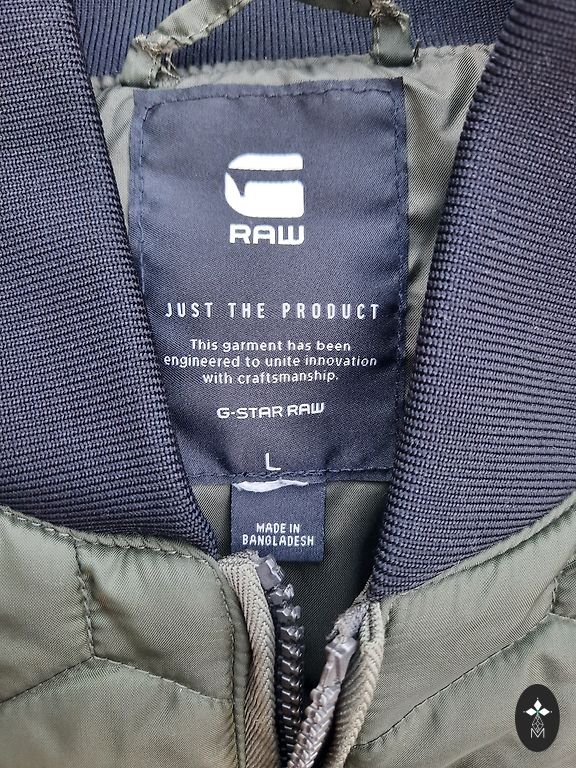 G
RAW
JUST THE PRODUCT
This garment has been
engineered to unite innovation
with craftsmanship.
G-STAR RAW
L
MADE IN
BANGLADESH
M